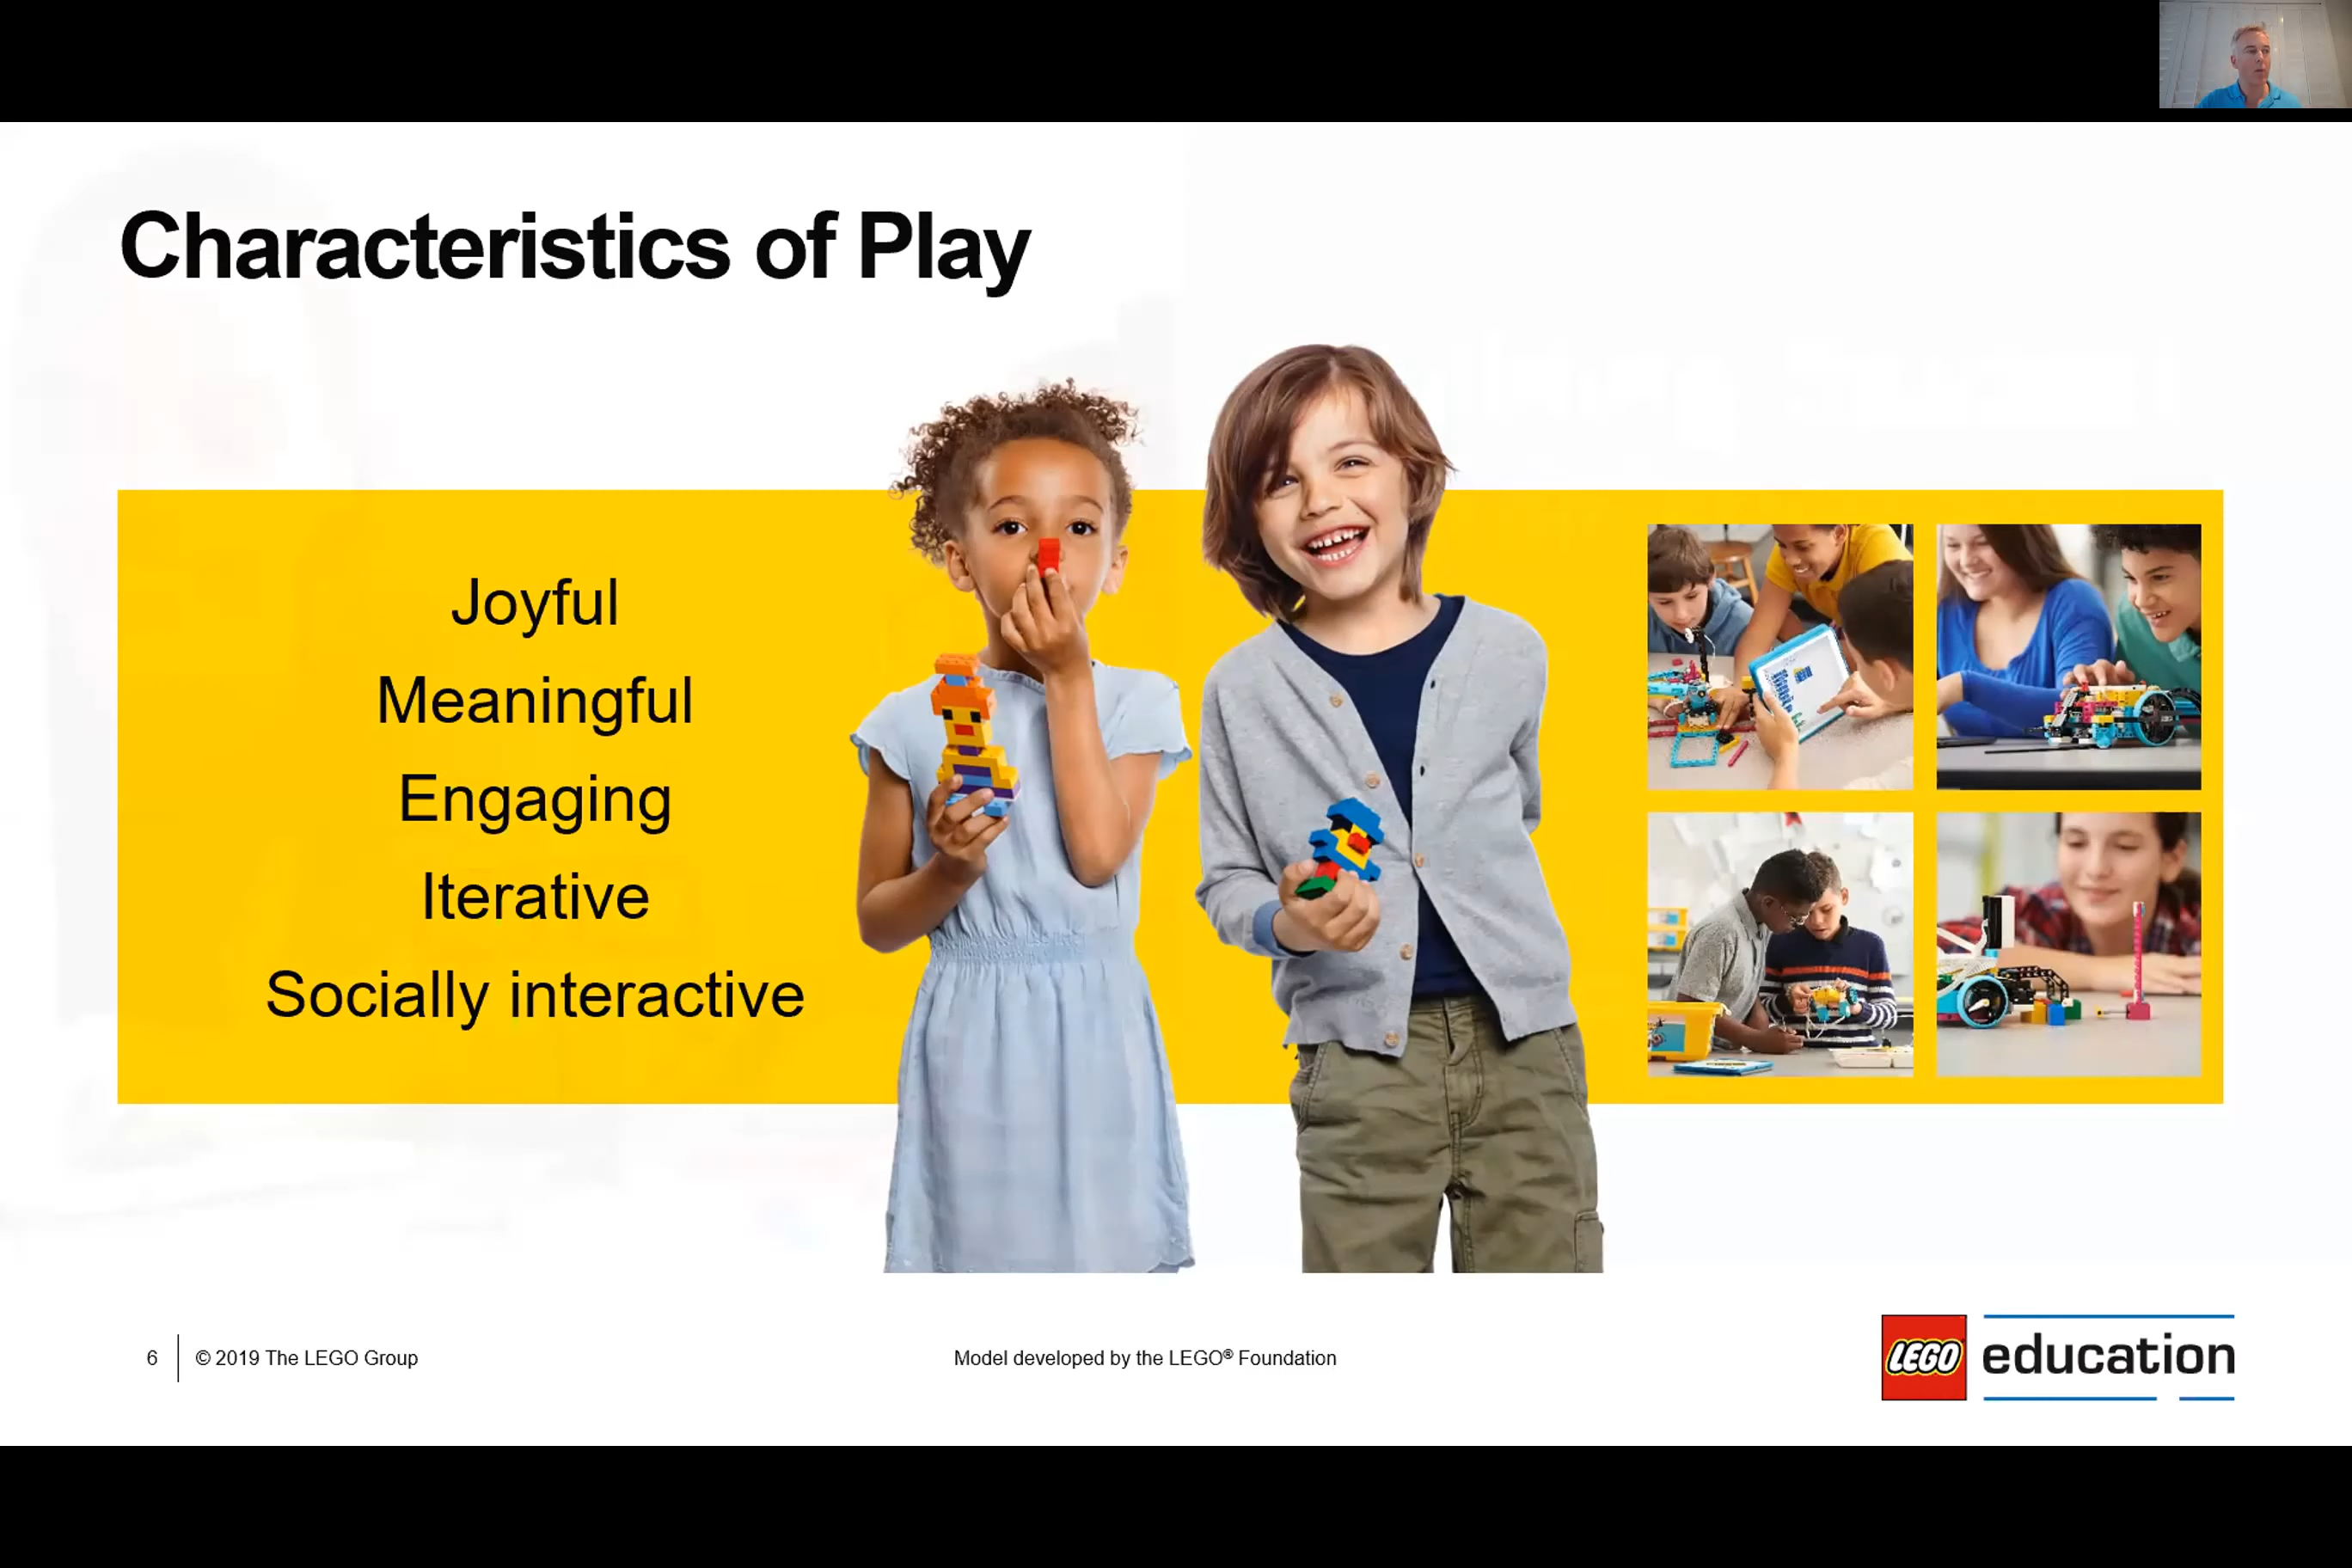 Characteristics of Play
Joyful
Meaningful
Engaging
Iterative
Socially interactive
6 © 2019 The LEGO Group
Model developed by the LEGO® Foundation
LEGO education